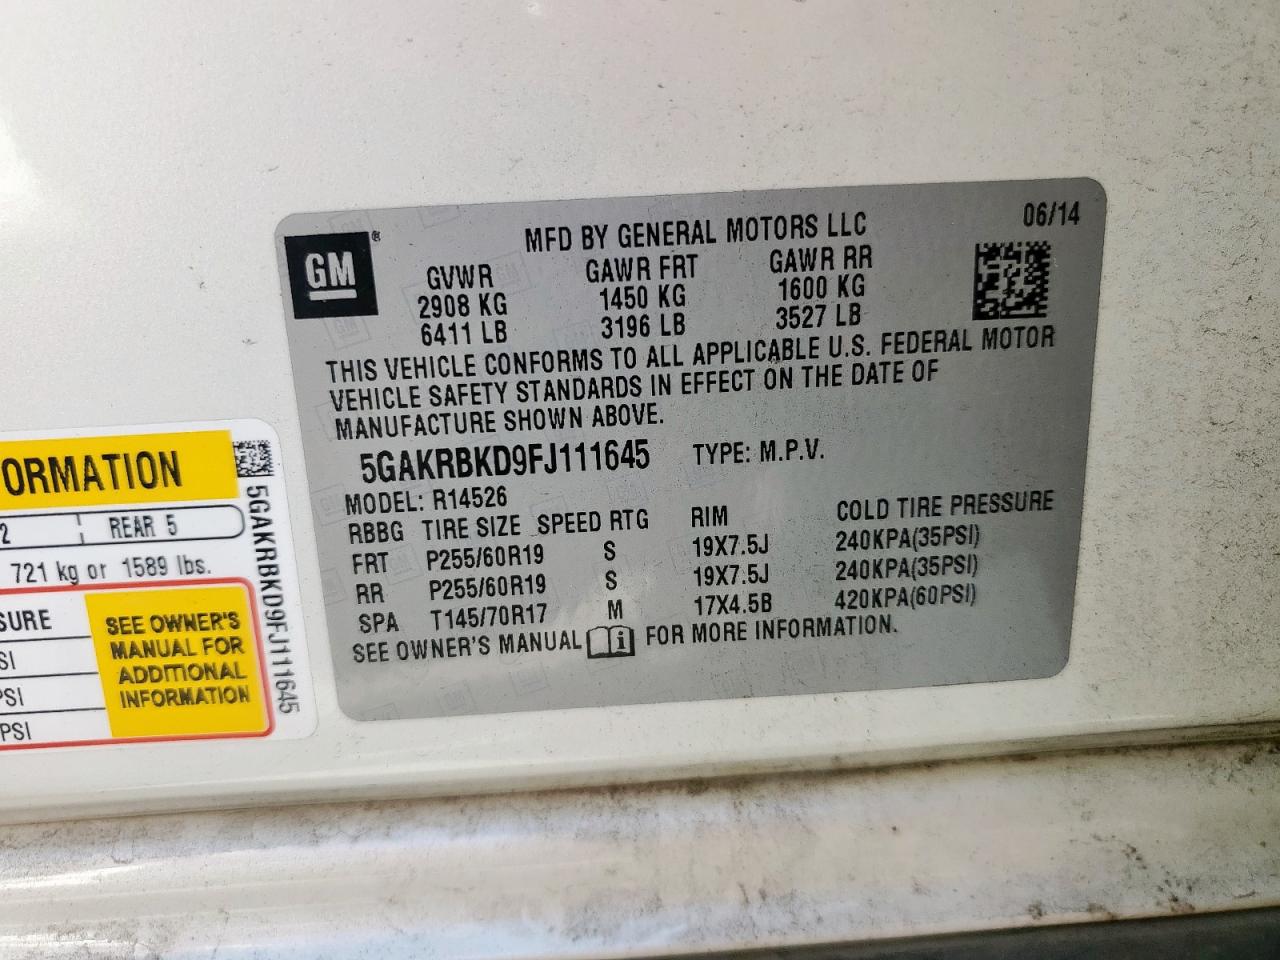 GM®
MFD BY GENERAL MOTORS LLC
06/14
GVWR GAWR FRT GAWR RR
2908 KG 1450 KG 1600 KG
6411 LB 3196 LB 3527 LB
THIS VEHICLE CONFORMS TO ALL APPLICABLE U.S. FEDERAL MOTOR
VEHICLE SAFETY STANDARDS IN EFFECT ON THE DATE OF
MANUFACTURE SHOWN ABOVE.
5GAKRBKD9FJ111645 TYPE: M.P.V.
MODEL: R14526
RBBG TIRE SIZE SPEED RTG RIM COLD TIRE PRESSURE
FRT P255/60R19 S 19X7.5J 240KPA(35PSI)
RR P255/60R19 S 19X7.5J 240KPA(35PSI)
SPA T145/70R17 M 17X4.5B 420KPA(60PSI)
SEE OWNER'S MANUAL i FOR MORE INFORMATION.
ORMATION
2 REAR 5
721 kg or 1589 lbs.
SURE
SI
PSI
PSI
SEE OWNER'S
MANUAL FOR
ADDITIONAL
INFORMATION
5GAKRBKD9FJ111645